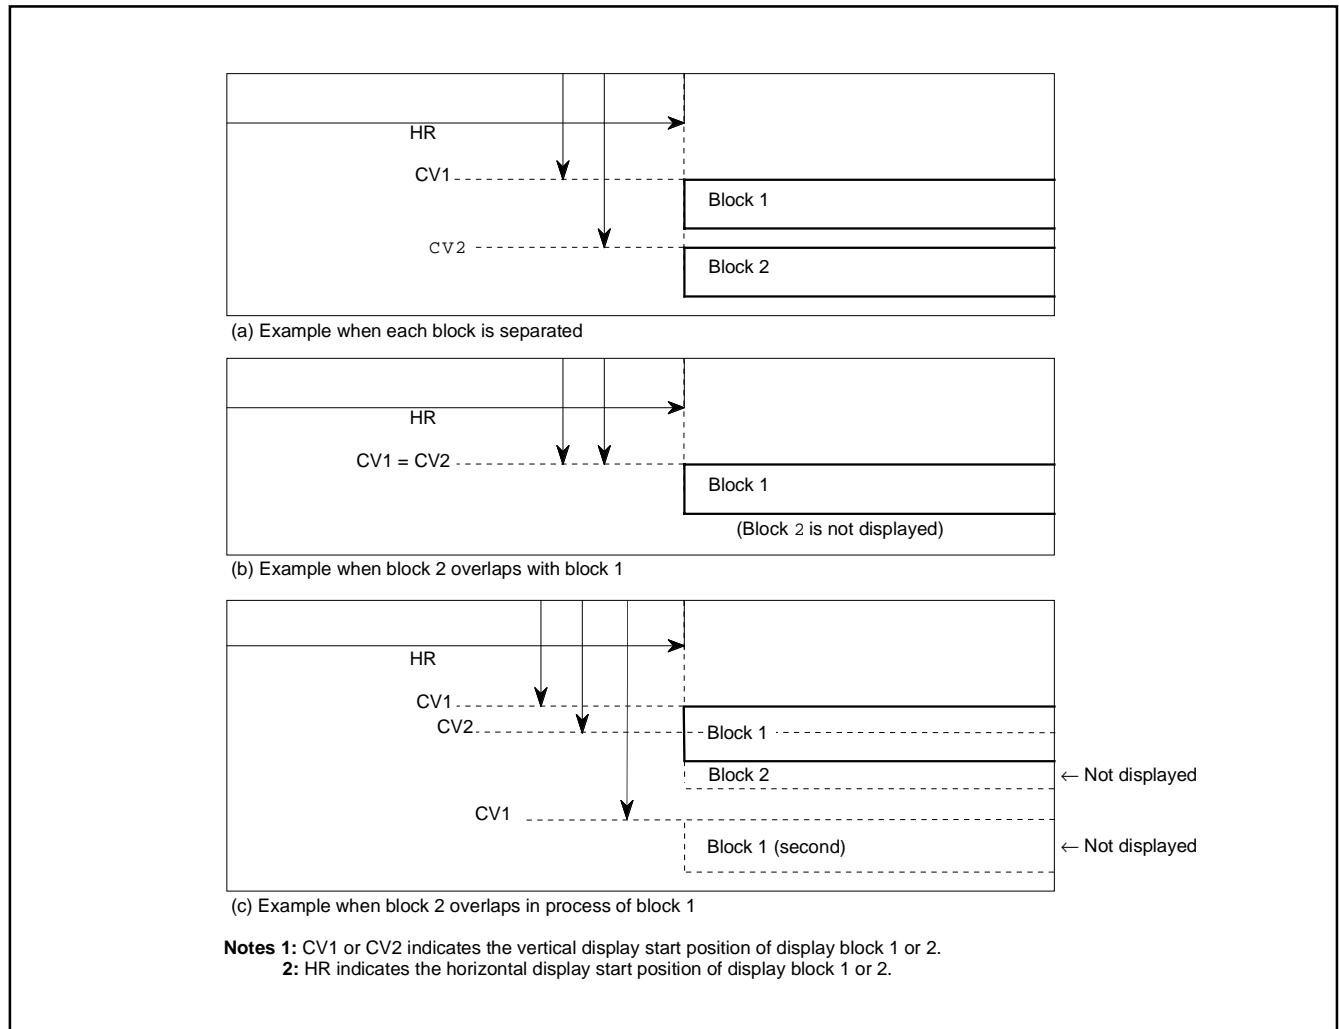 HR
CV1
Block 1
CV2
Block 2
(a) Example when each block is separated
HR
CV1 = CV2
Block 1
(Block 2 is not displayed)
(b) Example when block 2 overlaps with block 1
HR
CV1
CV2
Block 1
Block 2
← Not displayed
CV1
Block 1 (second)
← Not displayed
(c) Example when block 2 overlaps in process of block 1
Notes 1: CV1 or CV2 indicates the vertical display start position of display block 1 or 2.
2: HR indicates the horizontal display start position of display block 1 or 2.